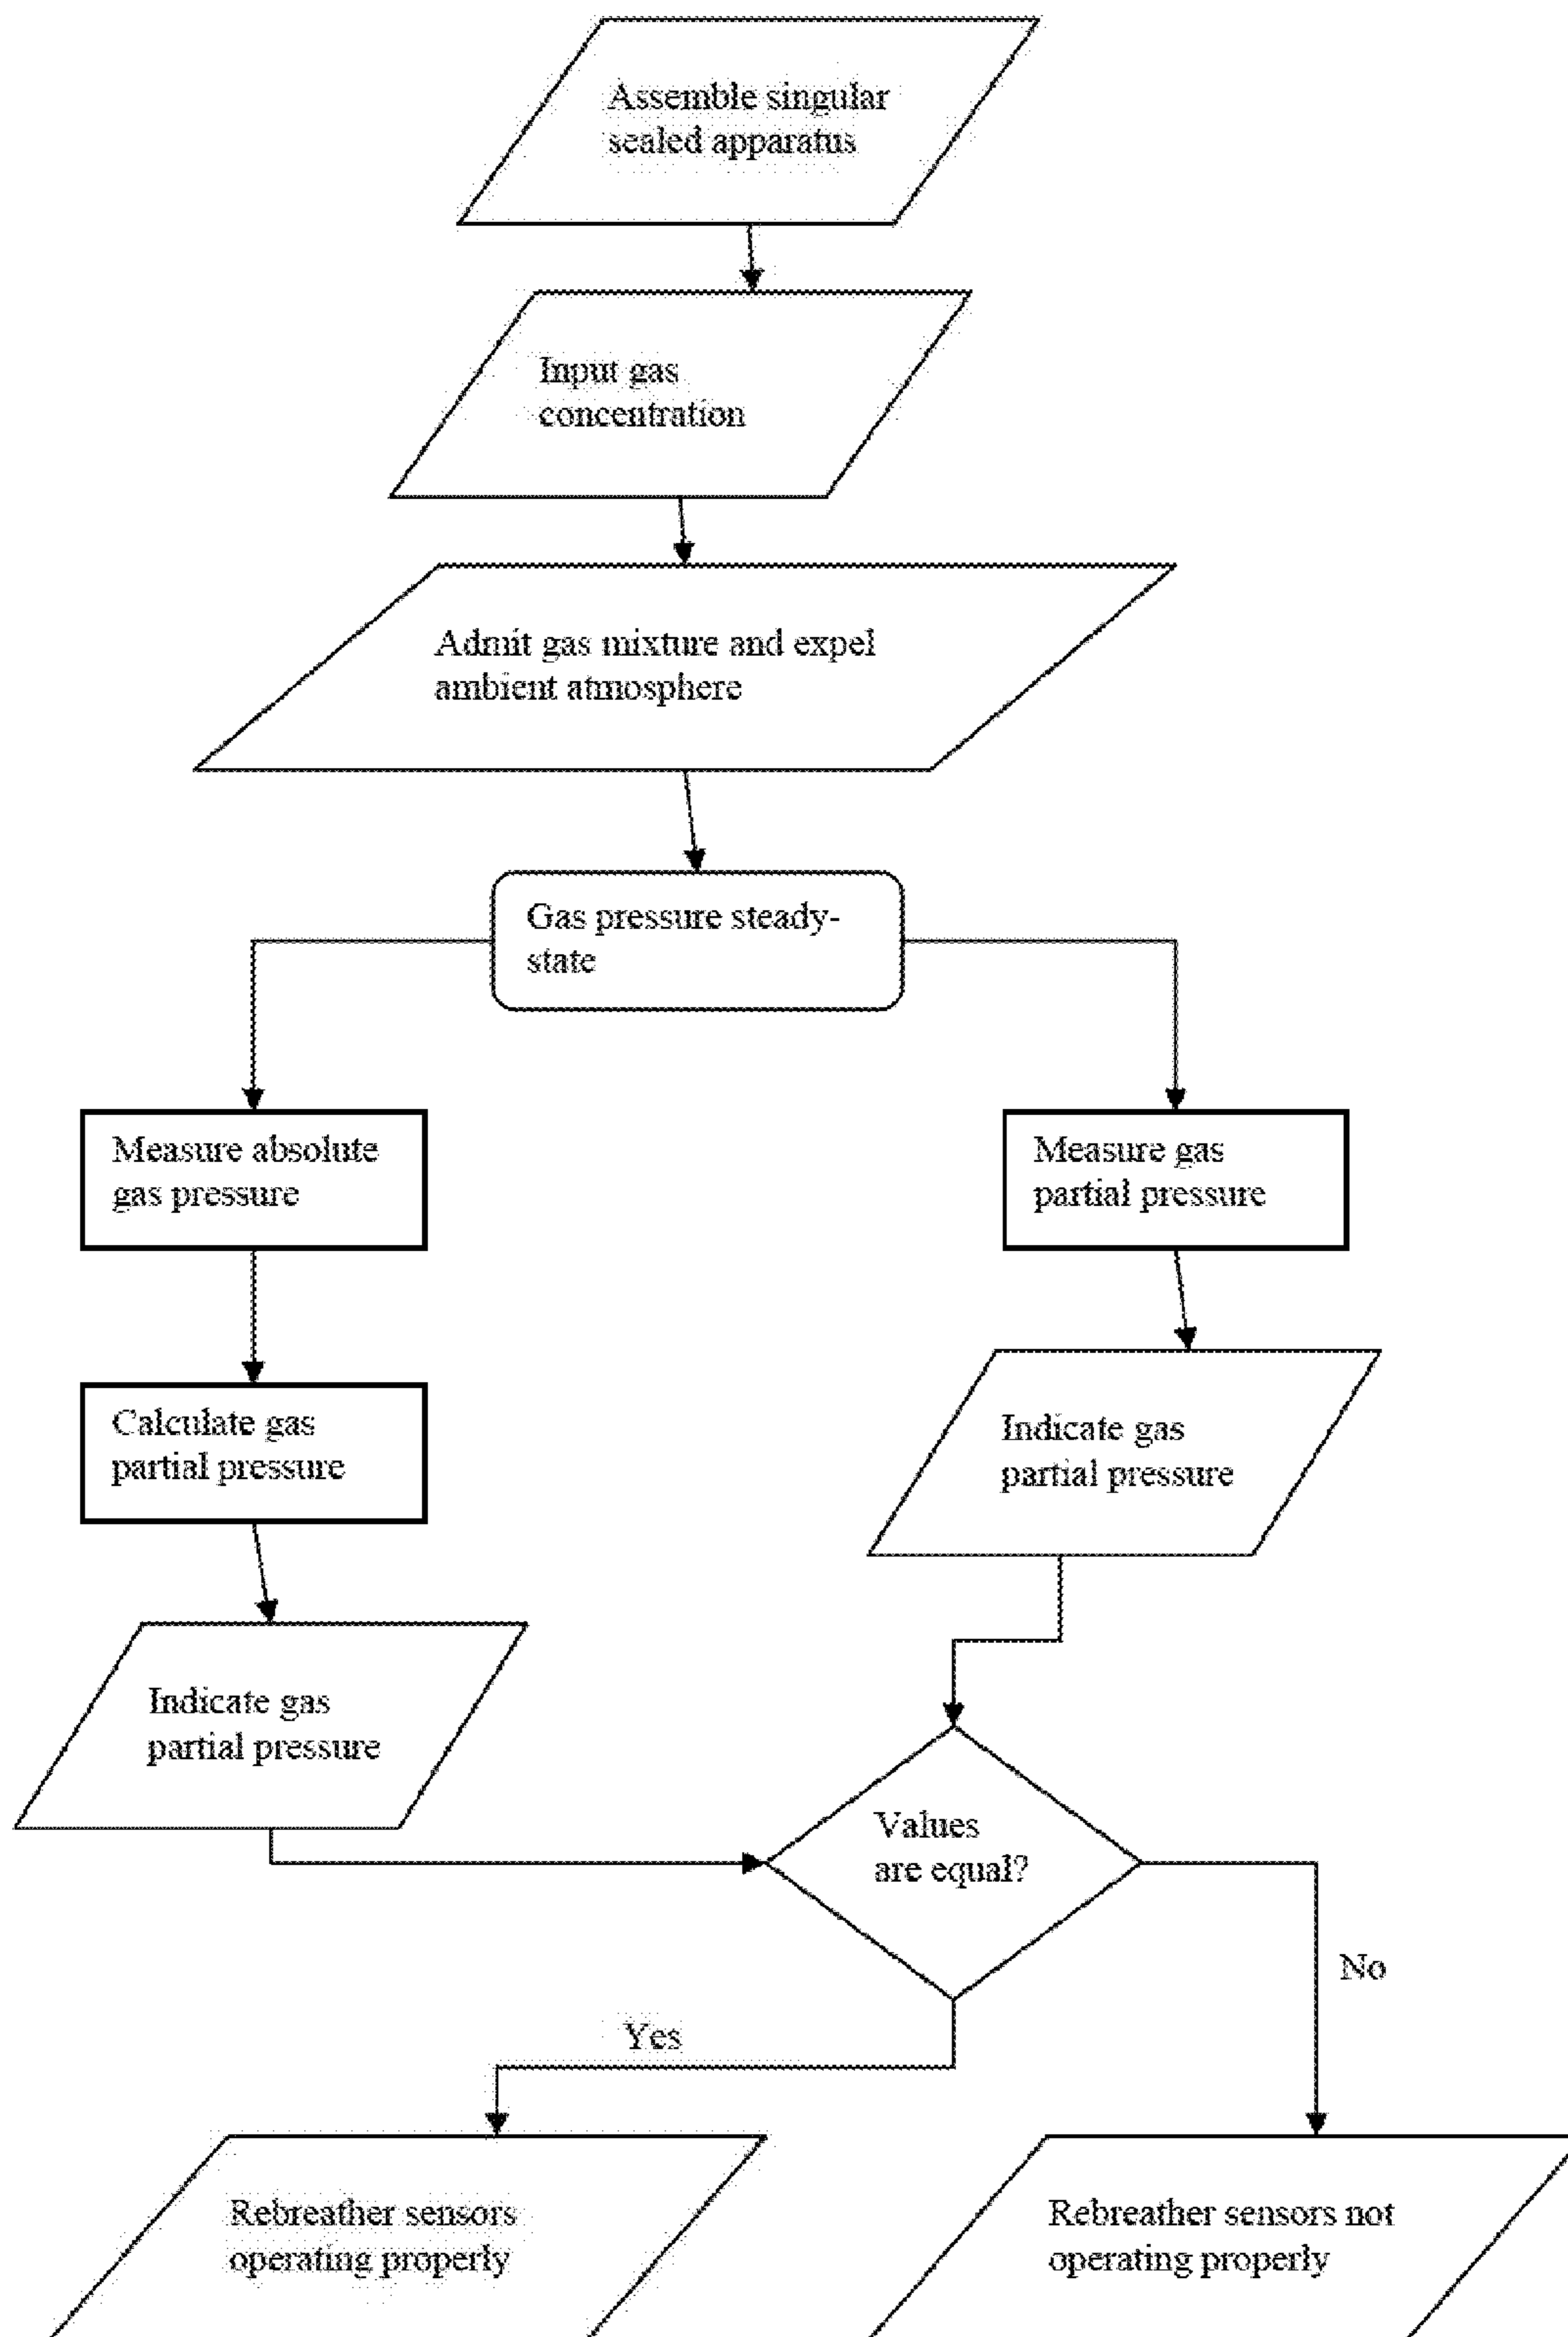 Assemble singular
sealed apparatus
Input gas
concentration
Admit gas mixture and expel
ambient atmosphere
Gas pressure steady-
state
Measure absolute
gas pressure
Measure gas
partial pressure
Calculate gas
partial pressure
Indicate gas
partial pressure
Indicate gas
partial pressure
Values
are equal?
No
Yes
Rebreather sensors
operating properly
Rebreather sensors not
operating properly